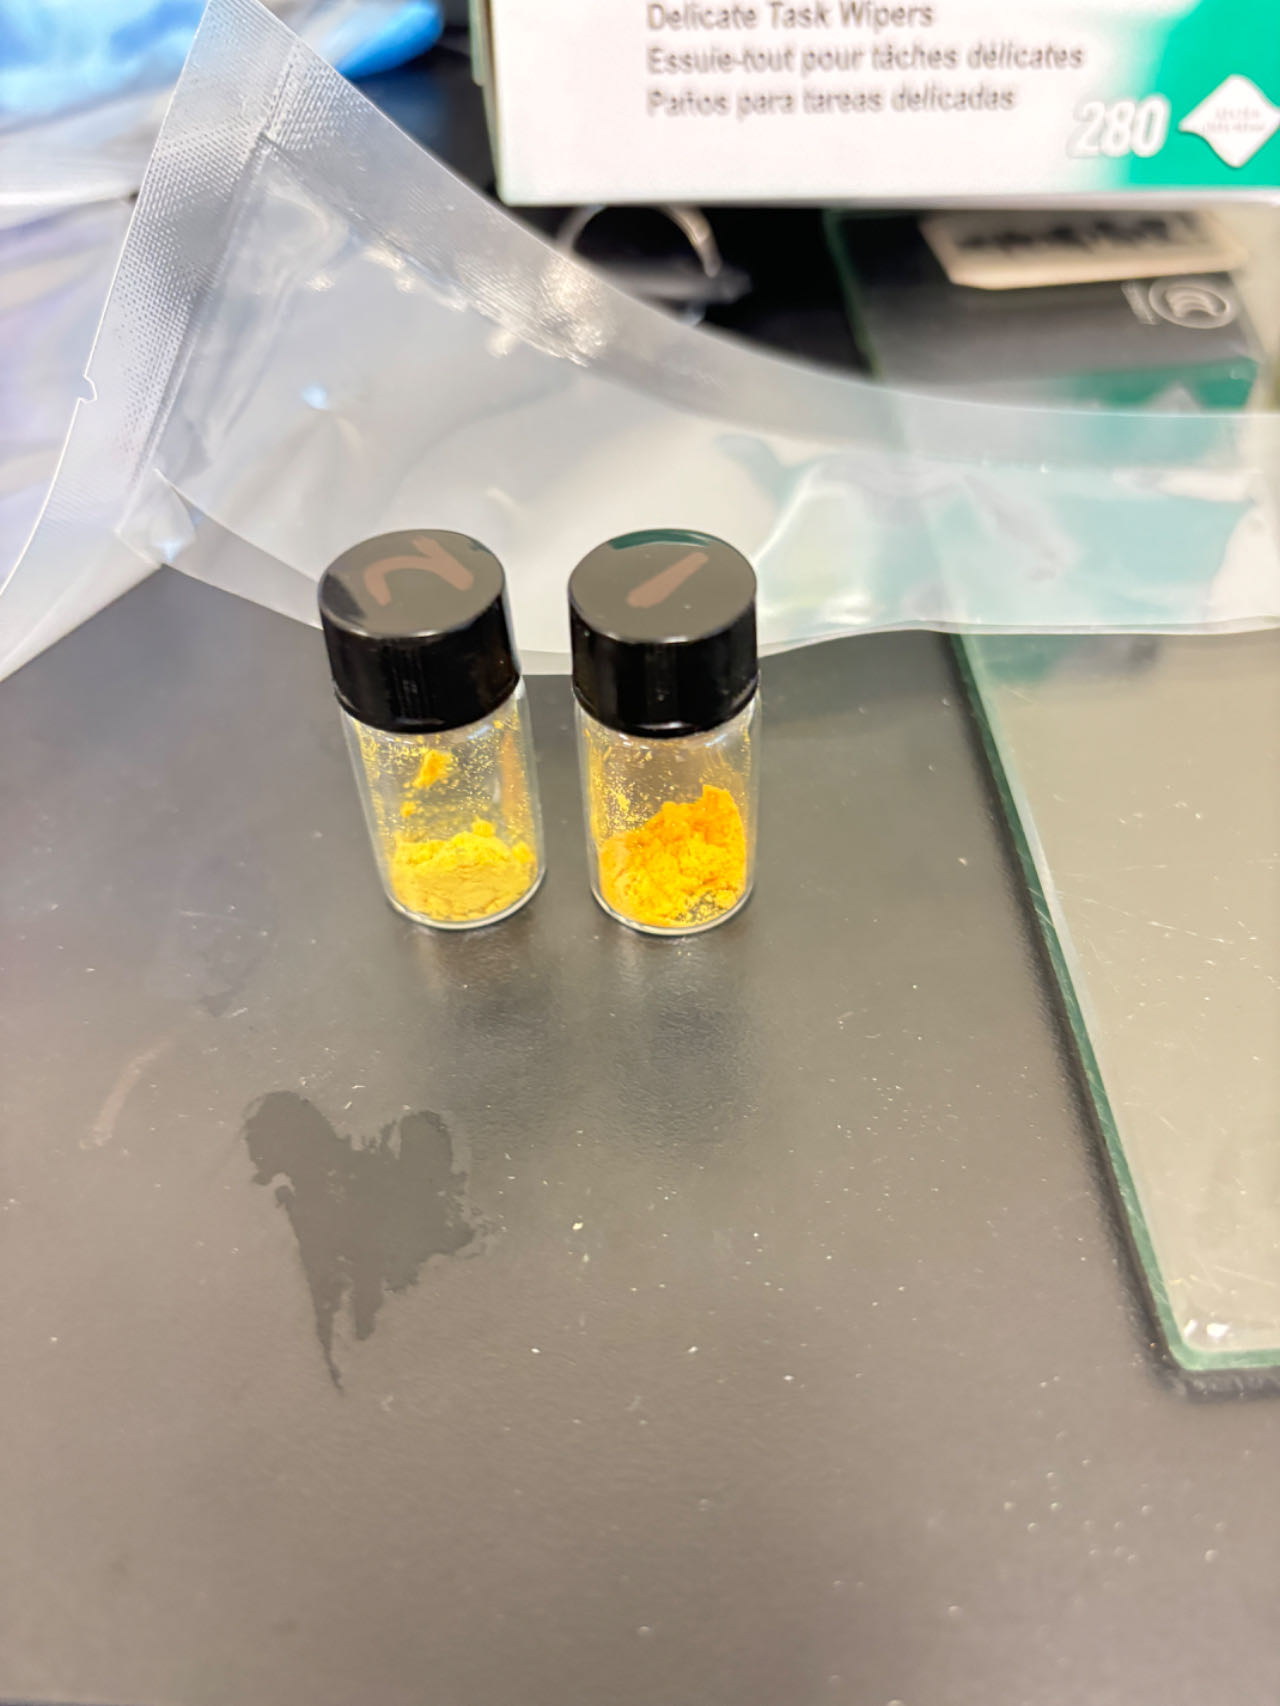 Delicate Task Wipers
Essuie-tout pour tâches délicates
Paños para tareas delicadas
280
2
1